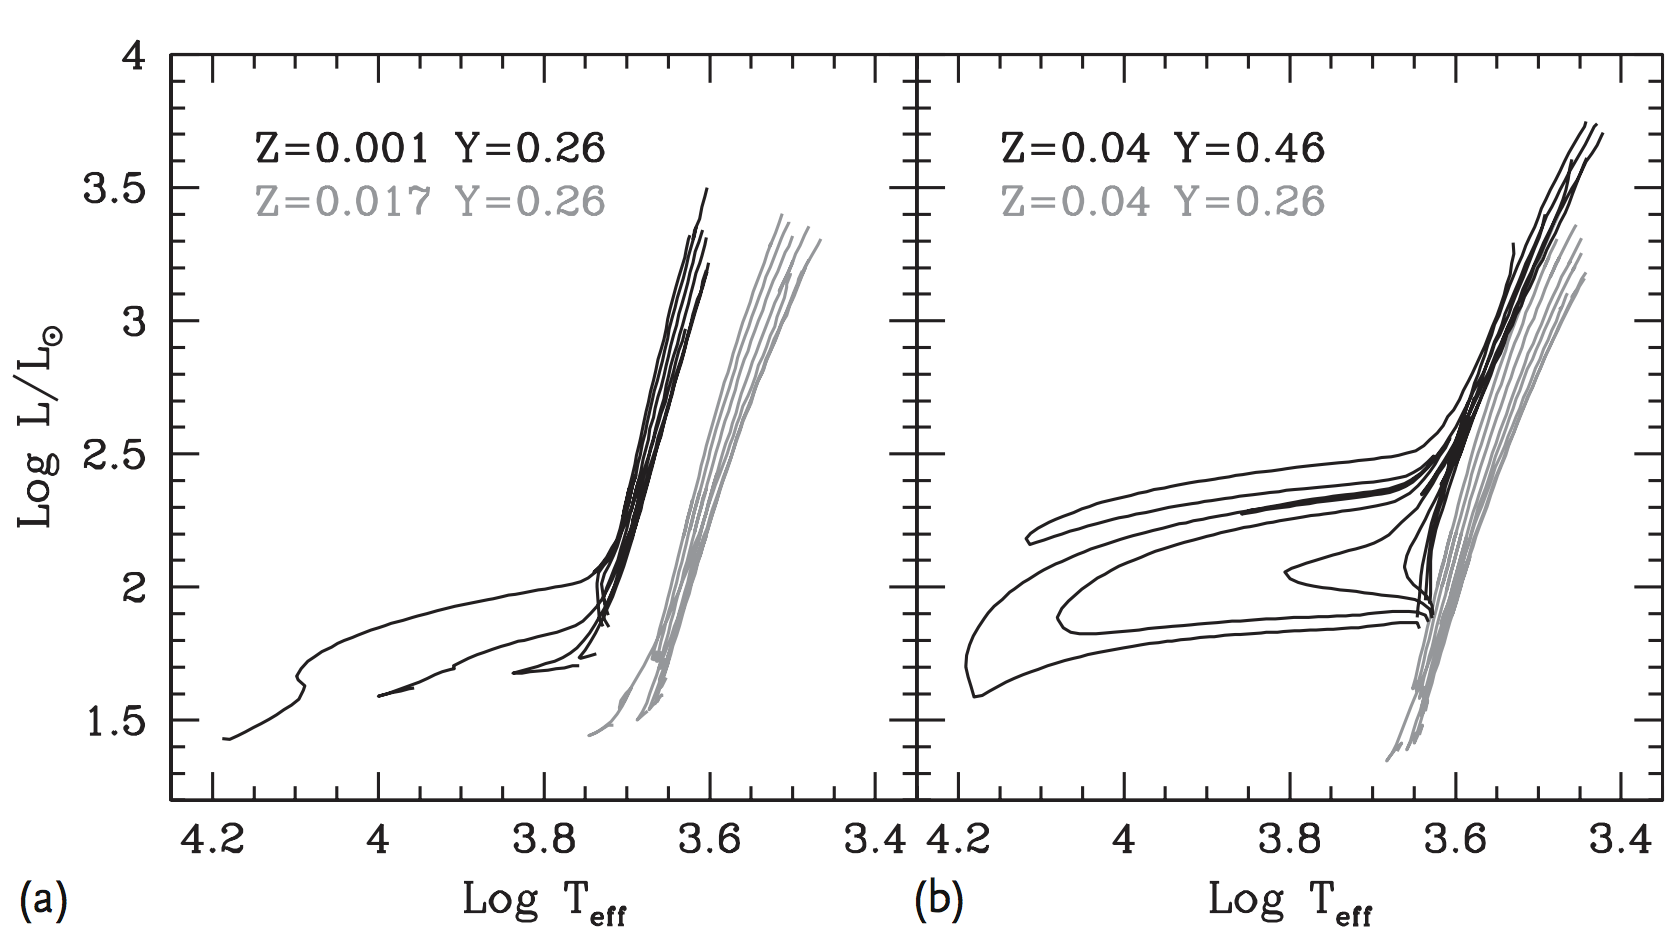 4
3.5
3
2.5
2
1.5
Log L/L⊙
Z=0.001 Y=0.26
Z=0.017 Y=0.26
Z=0.04 Y=0.46
Z=0.04 Y=0.26
4.2 4 3.8 3.6 3.4 4.2 4 3.8 3.6 3.4
(a) Log Teff (b) Log Teff